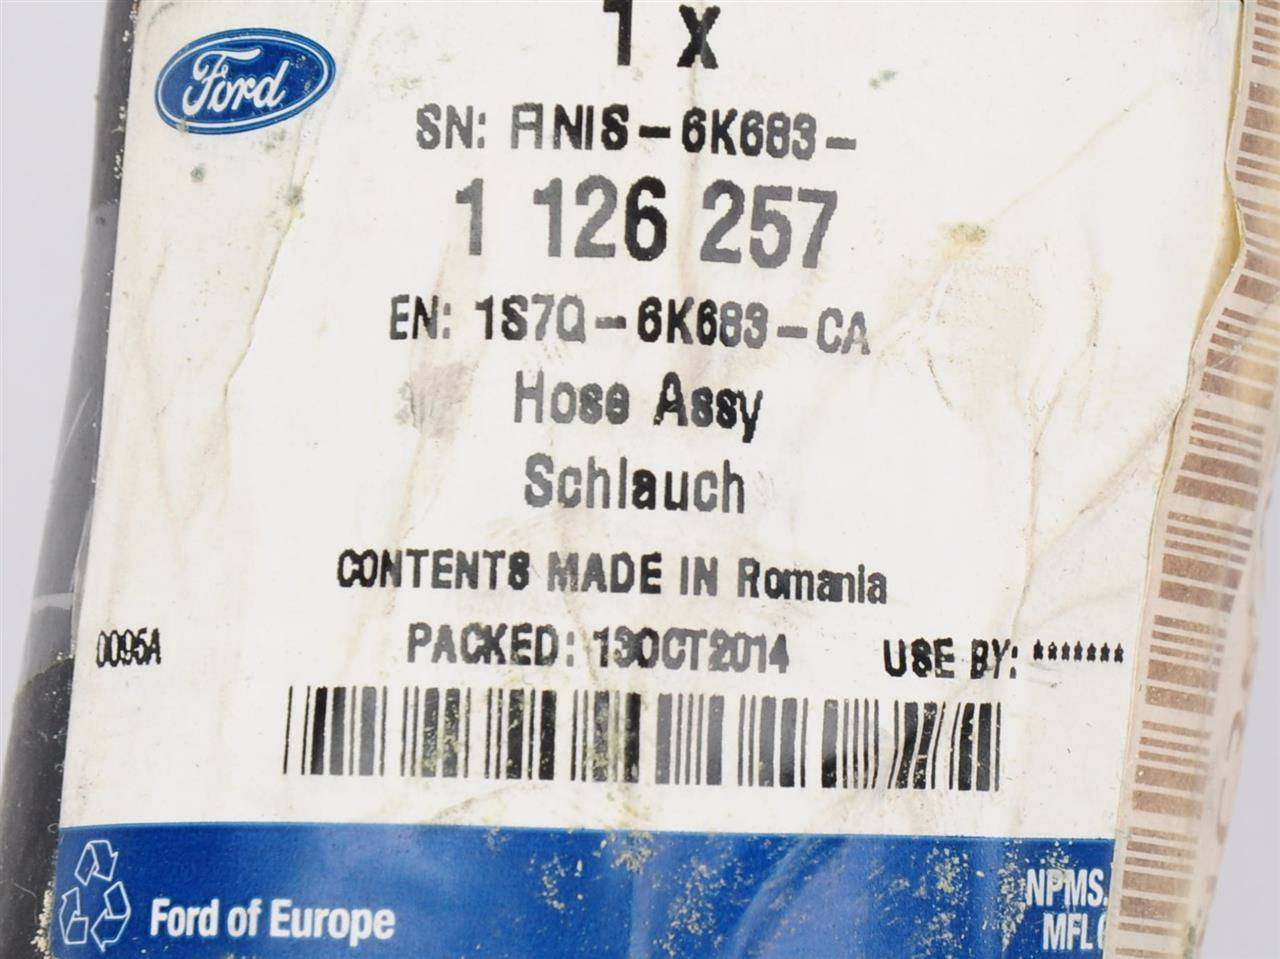 1 x
Ford
SN: FINIS-6K683-
1 126 257
EN: 1S7Q-6K683-CA
Hose Assy
Schlauch
CONTENTS MADE IN Romania
0095A PACKED: 13OCT2014 USE BY: *******
Ford of Europe
NPMS.
MFL